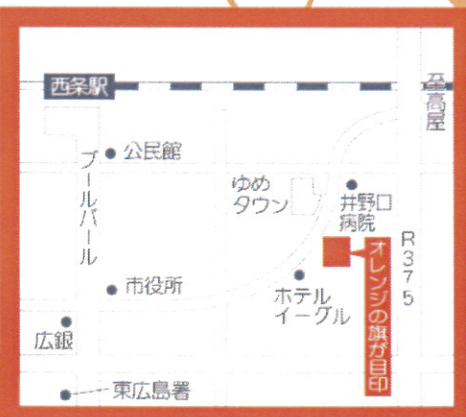 西条駅
至高屋
公民館
ブールバール
ゆめ
タウン
井野口
病院
オレンジの旗が目印
R375
市役所
ホテル
イーグル
広銀
東広島署